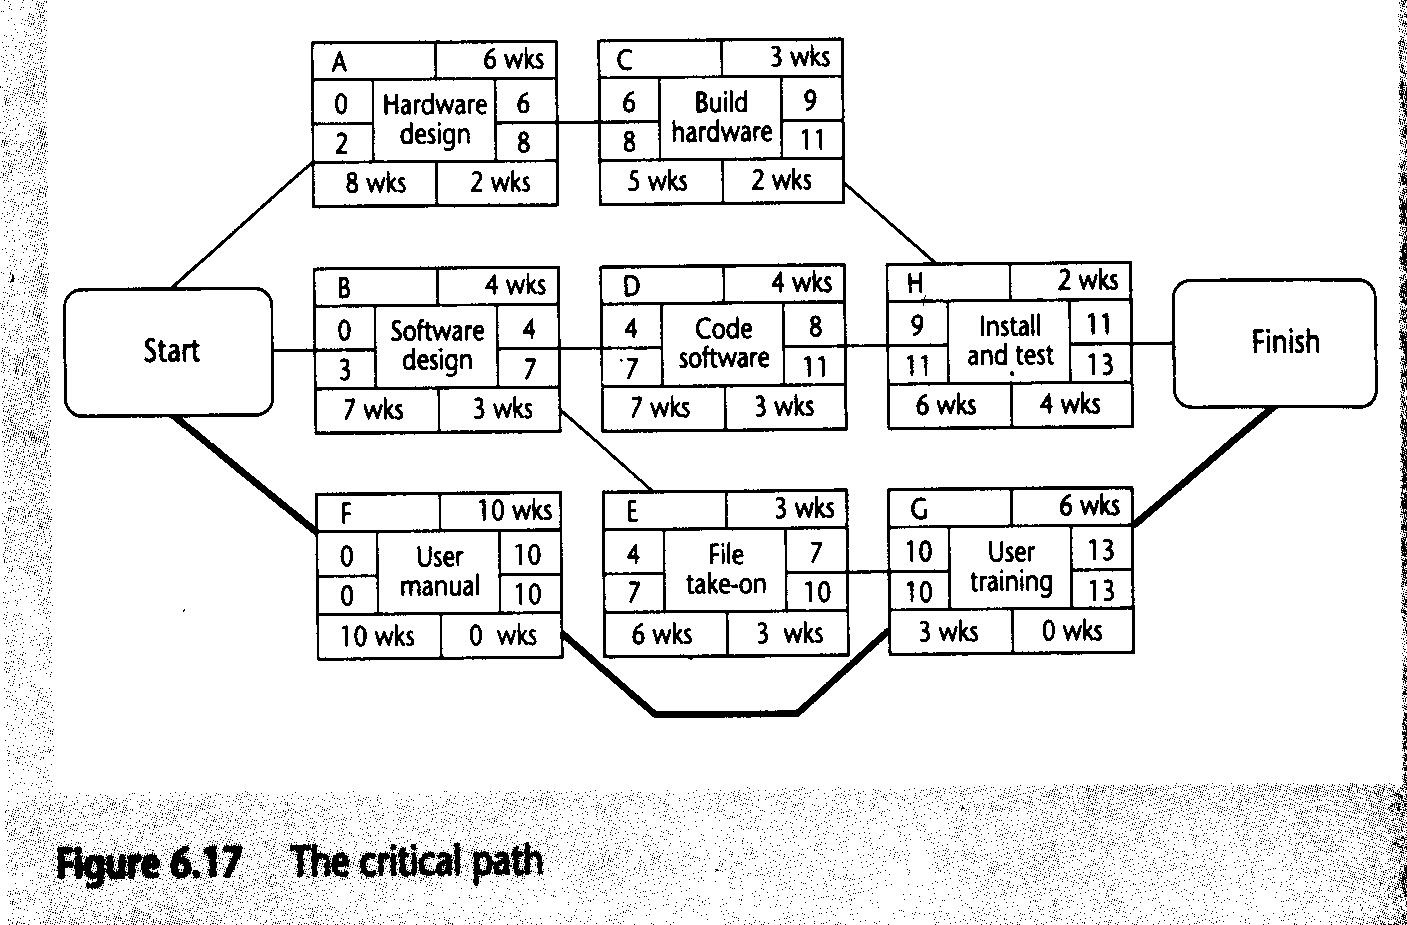 A 6 wks
0 Hardware design 6
2 8
8 wks 2 wks
C 3 wks
6 Build hardware 9
8 11
5 wks 2 wks
Start
B 4 wks
0 Software design 4
3 7
7 wks 3 wks
D 4 wks
4 Code software 8
7 11
7 wks 3 wks
H 2 wks
9 Install and test 11
11 13
6 wks 4 wks
Finish
F 10 wks
0 User manual 10
0 10
10 wks 0 wks
E 3 wks
4 File take-on 7
7 10
6 wks 3 wks
G 6 wks
10 User training 13
10 13
3 wks 0 wks
Figure 6.17 The critical path